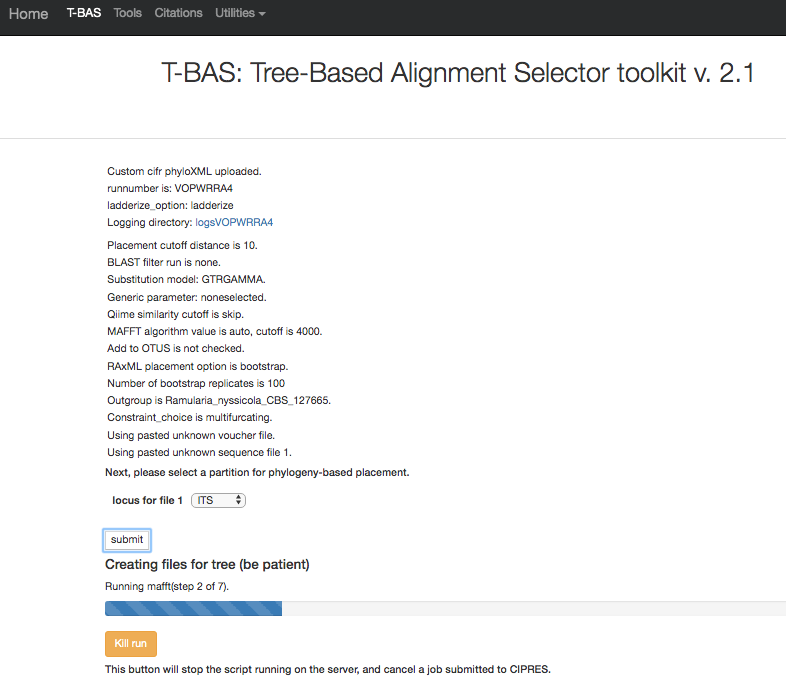 Home T-BAS Tools Citations Utilities
T-BAS: Tree-Based Alignment Selector toolkit v. 2.1
Custom cifr phyloXML uploaded.
runnumber is: VOPWRRA4
ladderize_option: ladderize
Logging directory: logsVOPWRRA4
Placement cutoff distance is 10.
BLAST filter run is none.
Substitution model: GTRGAMMA.
Generic parameter: noneselected.
Qiime similarity cutoff is skip.
MAFFT algorithm value is auto, cutoff is 4000.
Add to OTUS is not checked.
RAxML placement option is bootstrap.
Number of bootstrap replicates is 100
Outgroup is Ramularia_nyssicola_CBS_127665.
Constraint_choice is multifurcating.
Using pasted unknown voucher file.
Using pasted unknown sequence file 1.
Next, please select a partition for phylogeny-based placement.
locus for file 1 ITS
submit
Creating files for tree (be patient)
Running mafft(step 2 of 7).
Kill run
This button will stop the script running on the server, and cancel a job submitted to CIPRES.